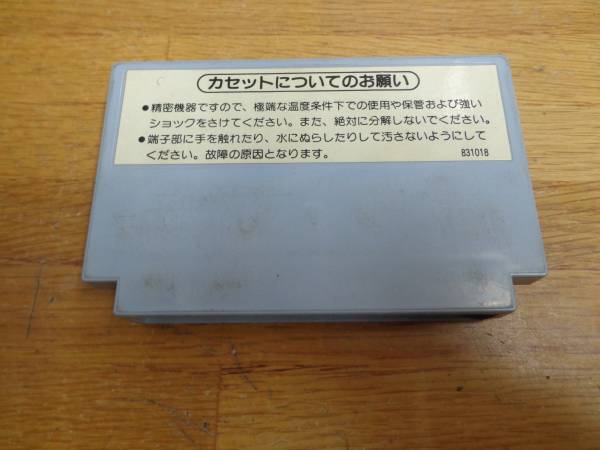 カセットについてのお願い
●精密機器ですので、極端な温度条件下での使用や保管および強い
ショックをさけてください。また、絶対に分解しないでください。
●端子部に手を触れたり、水にぬらしたりして汚さないようにして
ください。故障の原因となります。
831018